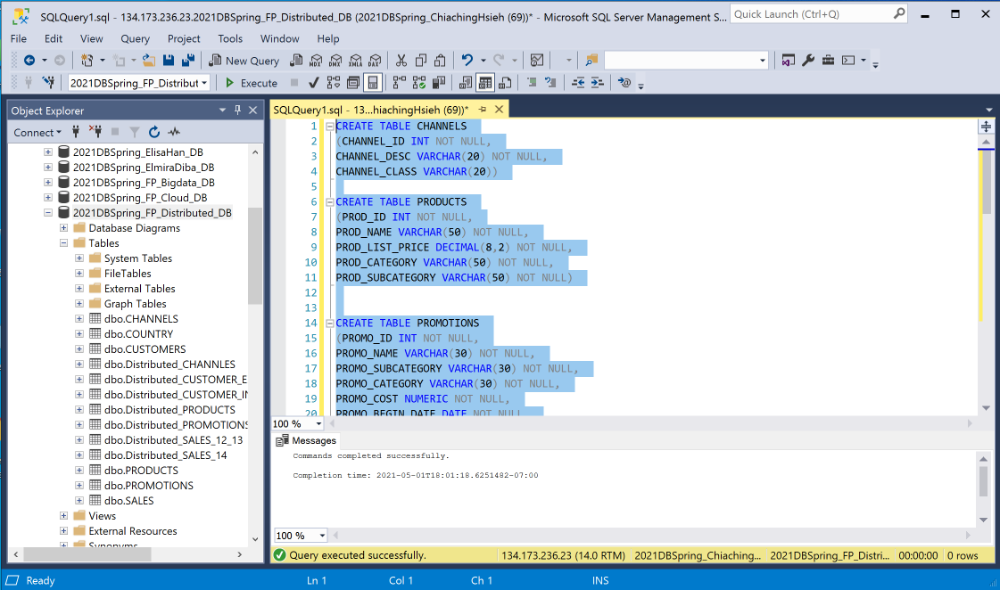 SQLQuery1.sql - 134.173.236.23.2021DBSpring_FP_Distributed_DB (2021DBSpring_ChiachingHsieh (69))* - Microsoft SQL Server Management S...
Quick Launch (Ctrl+Q)
File Edit View Query Project Tools Window Help
New Query MDX DMX XMLA DAX
2021DBSpring_FP_Distribut Execute
Object Explorer
Connect
2021DBSpring_ElisaHan_DB
2021DBSpring_ElmiraDiba_DB
2021DBSpring_FP_Bigdata_DB
2021DBSpring_FP_Cloud_DB
2021DBSpring_FP_Distributed_DB
Database Diagrams
Tables
System Tables
FileTables
External Tables
Graph Tables
dbo.CHANNELS
dbo.COUNTRY
dbo.CUSTOMERS
dbo.Distributed_CHANNLES
dbo.Distributed_CUSTOMER_E
dbo.Distributed_CUSTOMER_IN
dbo.Distributed_PRODUCTS
dbo.Distributed_PROMOTIONS
dbo.Distributed_SALES_12_13
dbo.Distributed_SALES_14
dbo.PRODUCTS
dbo.PROMOTIONS
dbo.SALES
Views
External Resources
Synonyms
SQLQuery1.sql - 13...hiachingHsieh (69))*
1 CREATE TABLE CHANNELS
2 (CHANNEL_ID INT NOT NULL,
3 CHANNEL_DESC VARCHAR(20) NOT NULL,
4 CHANNEL_CLASS VARCHAR(20))
5
6 CREATE TABLE PRODUCTS
7 (PROD_ID INT NOT NULL,
8 PROD_NAME VARCHAR(50) NOT NULL,
9 PROD_LIST_PRICE DECIMAL(8,2) NOT NULL,
10 PROD_CATEGORY VARCHAR(50) NOT NULL,
11 PROD_SUBCATEGORY VARCHAR(50) NOT NULL)
12
13
14 CREATE TABLE PROMOTIONS
15 (PROMO_ID INT NOT NULL,
16 PROMO_NAME VARCHAR(30) NOT NULL,
17 PROMO_SUBCATEGORY VARCHAR(30) NOT NULL,
18 PROMO_CATEGORY VARCHAR(30) NOT NULL,
19 PROMO_COST NUMERIC NOT NULL,
20 PROMO_BEGIN_DATE DATE NOT NULL
100 %
Messages
Commands completed successfully.
Completion time: 2021-05-01T18:01:18.6251482-07:00
100 %
Query executed successfully. 134.173.236.23 (14.0 RTM) 2021DBSpring_Chiaching... 2021DBSpring_FP_Distri... 00:00:00 0 rows
Ready Ln 1 Col 1 Ch 1 INS